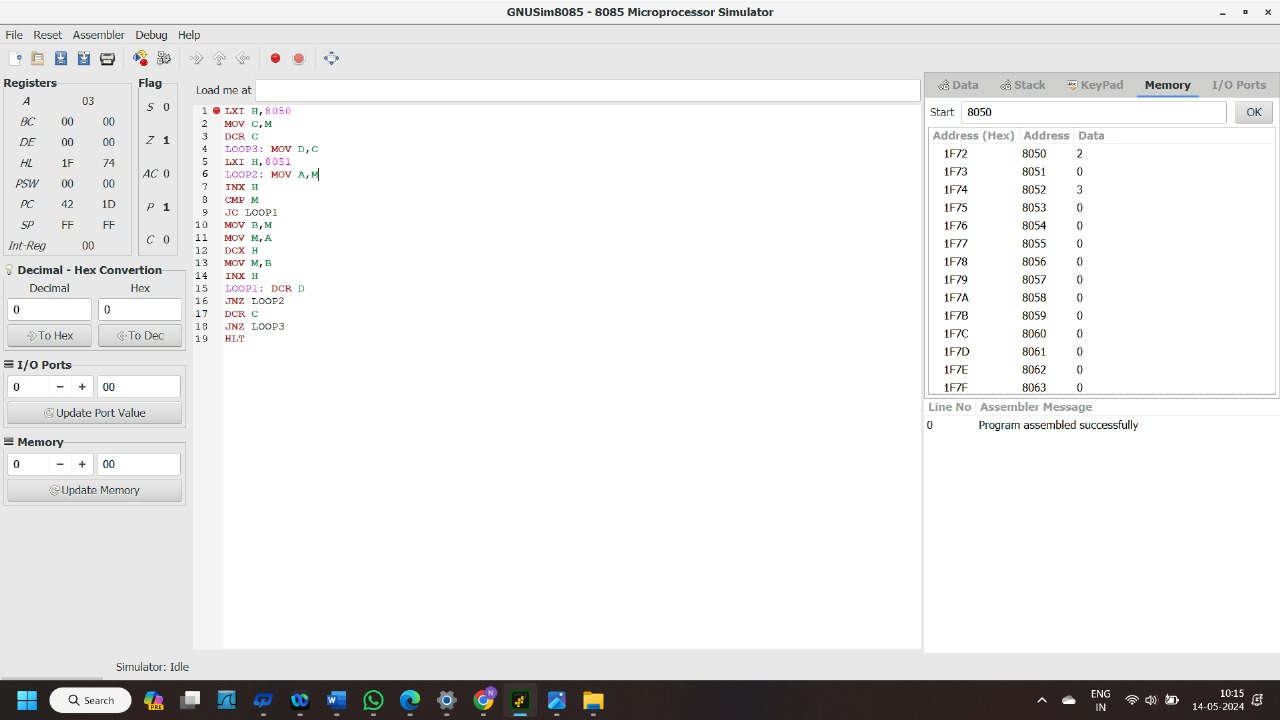 GNUSim8085 - 8085 Microprocessor Simulator
File Reset Assembler Debug Help
Registers
A 03
BC 00 00
DE 00 00
HL 1F 74
PSW 00 00
PC 42 1D
SP FF FF
Int-Reg 00
Flag
S 0
Z 1
AC 0
P 1
C 0
Decimal - Hex Convertion
Decimal Hex
0 0
To Hex To Dec
I/O Ports
0 − + 00
Update Port Value
Memory
0 − + 00
Update Memory
Load me at
1 LXI H,8050
2 MOV C,M
3 DCR C
4 LOOP3: MOV D,C
5 LXI H,8051
6 LOOP2: MOV A,M
7 INX H
8 CMP M
9 JC LOOP1
10 MOV B,M
11 MOV M,A
12 DCX H
13 MOV M,B
14 INX H
15 LOOP1: DCR D
16 JNZ LOOP2
17 DCR C
18 JNZ LOOP3
19 HLT
Data Stack KeyPad Memory I/O Ports
Start 8050 OK
Address (Hex) Address Data
1F72 8050 2
1F73 8051 0
1F74 8052 3
1F75 8053 0
1F76 8054 0
1F77 8055 0
1F78 8056 0
1F79 8057 0
1F7A 8058 0
1F7B 8059 0
1F7C 8060 0
1F7D 8061 0
1F7E 8062 0
1F7F 8063 0
Line No Assembler Message
0 Program assembled successfully
Simulator: Idle
Search
PRE
ENG
IN
10:15
14-05-2024